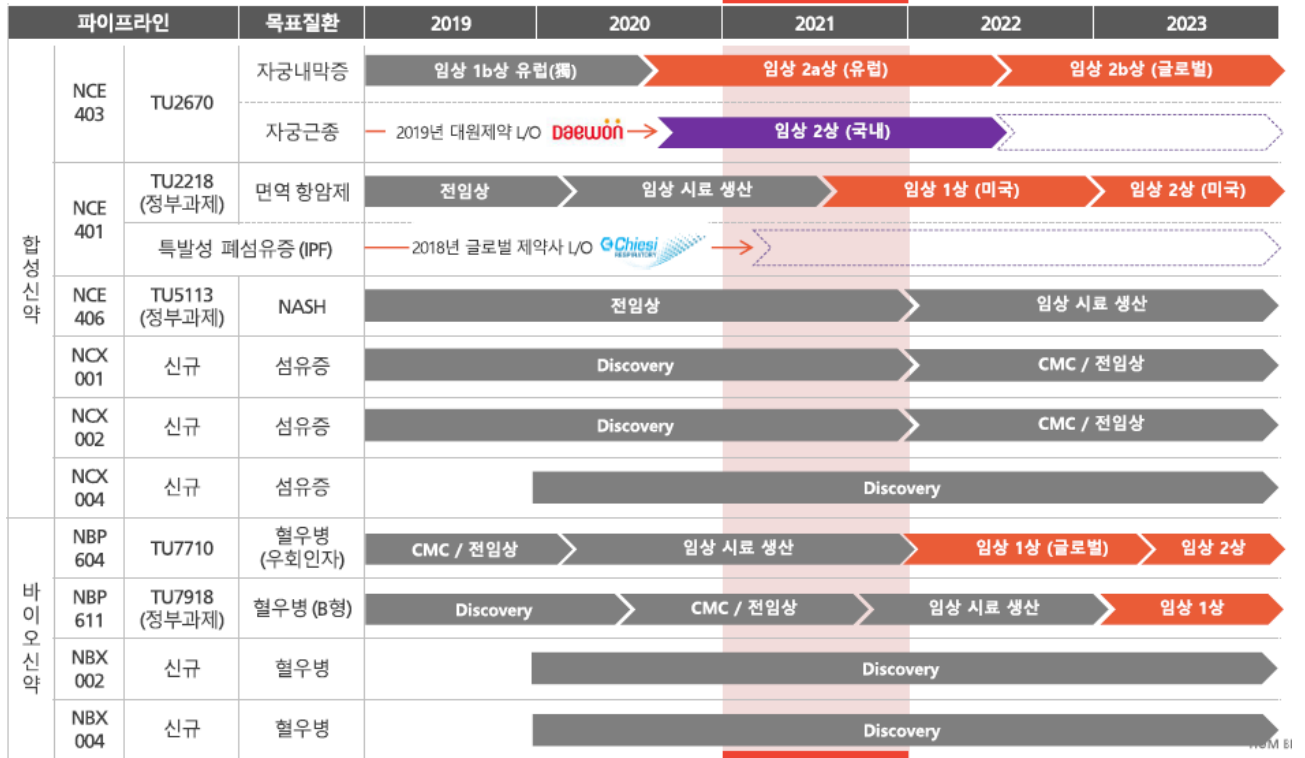 파이프라인 목표질환 2019 2020 2021 2022 2023
합성신약
NCE
403
TU2670
자궁내막증
임상 1b상 유럽(獨) 임상 2a상 (유럽) 임상 2b상 (글로벌)
자궁근종
2019년 대원제약 L/O Daewon 임상 2상 (국내)
NCE
401
TU2218
(정부과제)
면역 항암제
전임상 임상 시료 생산 임상 1상 (미국) 임상 2상 (미국)
특발성 폐섬유증 (IPF)
2018년 글로벌 제약사 L/O Chiesi
RESPIRATORY
NCE
406
TU5113
(정부과제)
NASH
전임상 임상 시료 생산
NCX
001
신규 섬유증 Discovery CMC / 전임상
NCX
002
신규 섬유증 Discovery CMC / 전임상
NCX
004
신규 섬유증 Discovery
바이오신약
NBP
604
TU7710
혈우병
(우회인자)
CMC / 전임상 임상 시료 생산 임상 1상 (글로벌) 임상 2상
NBP
611
TU7918
(정부과제)
혈우병 (B형)
Discovery CMC / 전임상 임상 시료 생산 임상 1상
NBX
002
신규 혈우병 Discovery
NBX
004
신규 혈우병 Discovery